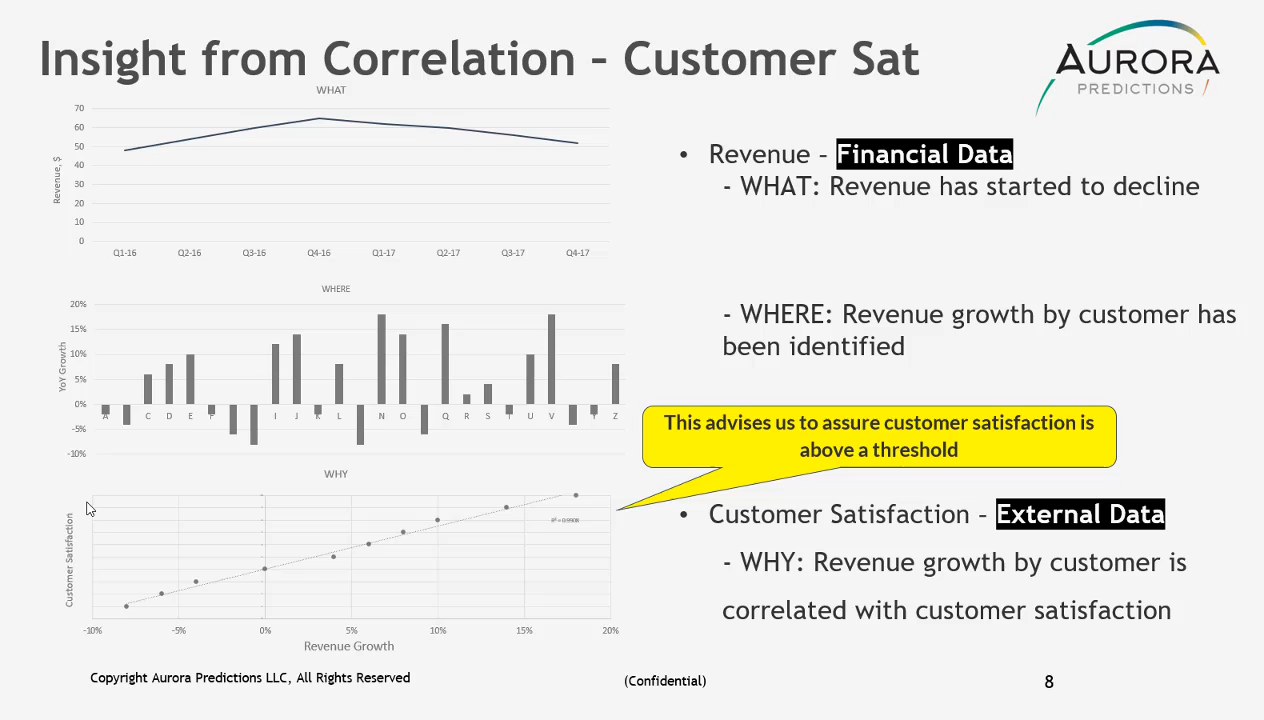 Insight from Correlation – Customer Sat
AURORA
PREDICTIONS
WHAT
70
60
50
40
30
20
10
0
Revenue, $
Q1-16 Q2-16 Q3-16 Q4-16 Q1-17 Q2-17 Q3-17 Q4-17
• Revenue – Financial Data
- WHAT: Revenue has started to decline
WHERE
20%
15%
10%
5%
0%
-5%
-10%
YoY Growth
A C D E F I J K L N O Q R S T U V Y Z
- WHERE: Revenue growth by customer has
been identified
This advises us to assure customer satisfaction is
above a threshold
WHY
Customer Satisfaction
R² = 0.9908
-10% -5% 0% 5% 10% 15% 20%
Revenue Growth
• Customer Satisfaction – External Data
- WHY: Revenue growth by customer is
correlated with customer satisfaction
Copyright Aurora Predictions LLC, All Rights Reserved
(Confidential)
8